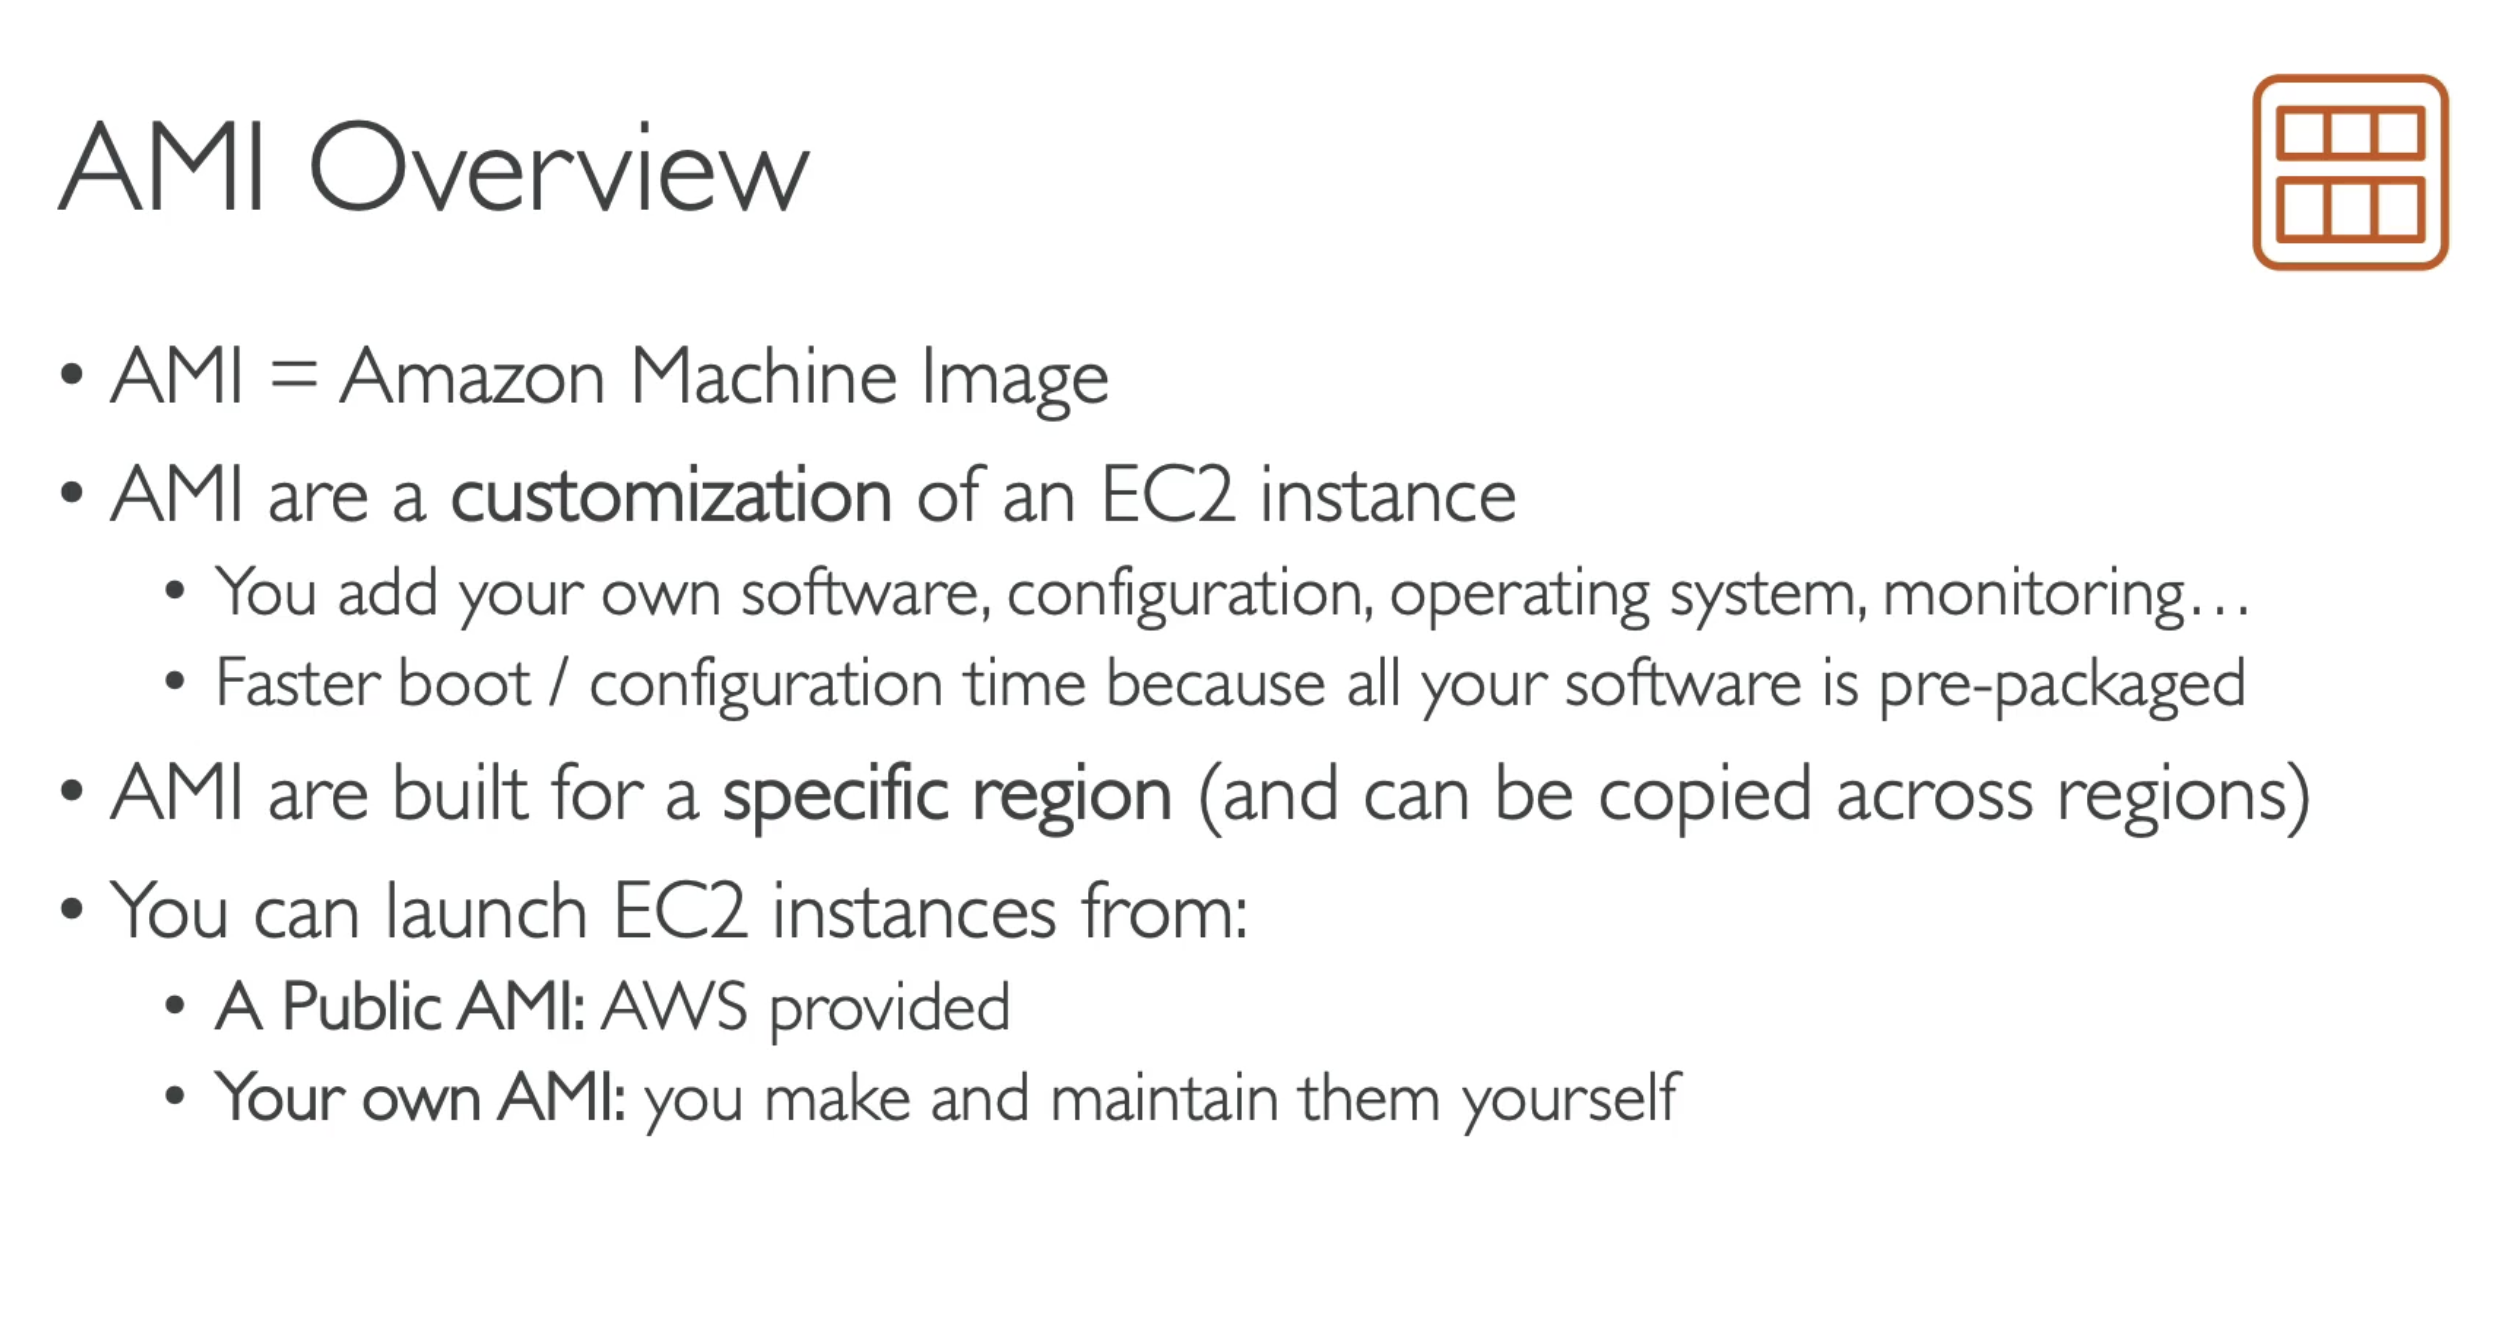 AMI Overview
• AMI = Amazon Machine Image
• AMI are a customization of an EC2 instance
• You add your own software, configuration, operating system, monitoring…
• Faster boot / configuration time because all your software is pre-packaged
• AMI are built for a specific region (and can be copied across regions)
• You can launch EC2 instances from:
• A Public AMI: AWS provided
• Your own AMI: you make and maintain them yourself